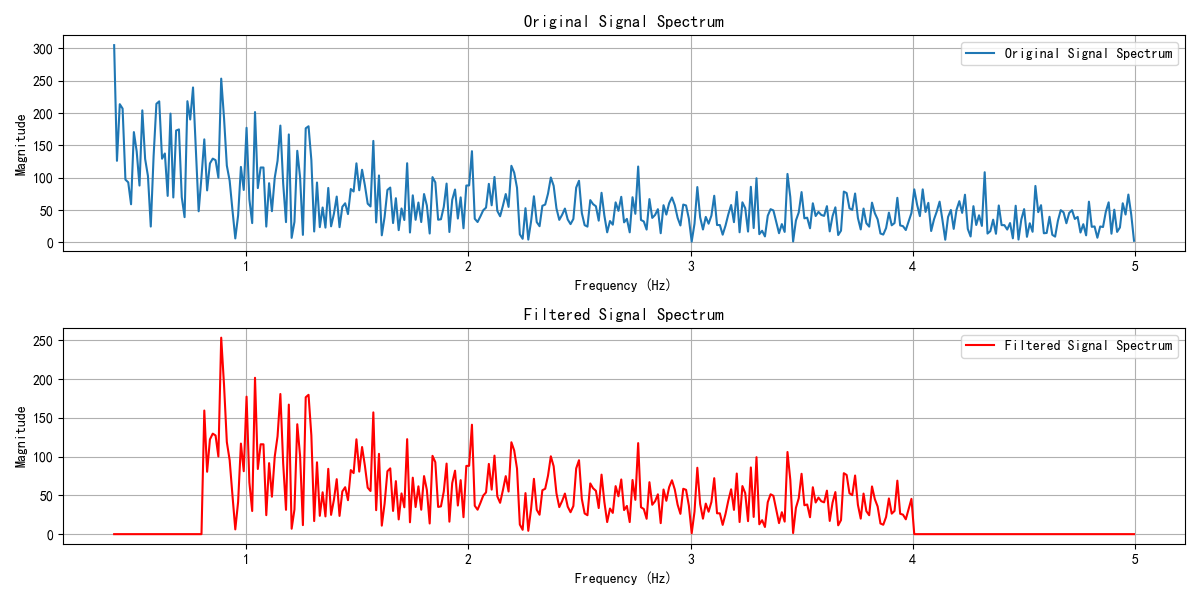 Original Signal Spectrum
Magnitude
300
250
200
150
100
50
0
Original Signal Spectrum
1
2
3
4
5
Frequency (Hz)
Filtered Signal Spectrum
Magnitude
250
200
150
100
50
0
Filtered Signal Spectrum
1
2
3
4
5
Frequency (Hz)